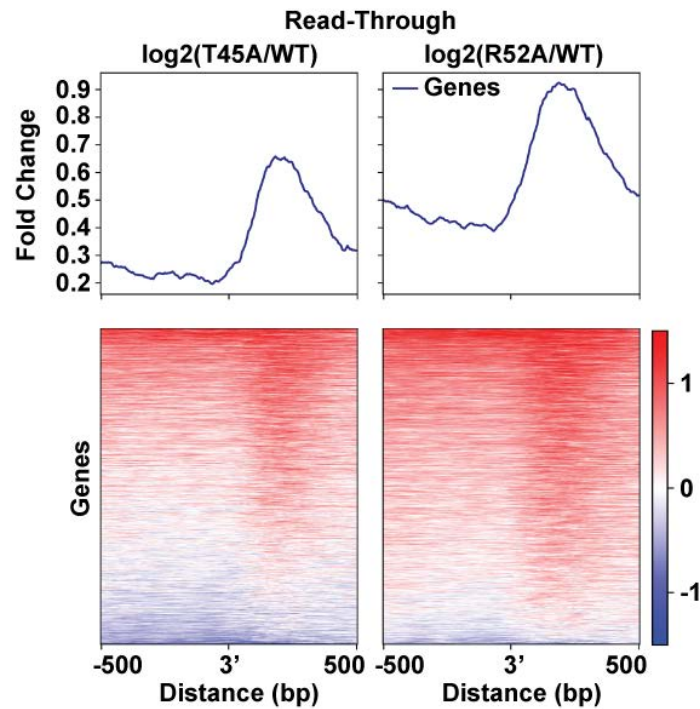 Read-Through
log2(T45A/WT) log2(R52A/WT)
Fold Change
0.9
0.8
0.7
0.6
0.5
0.4
0.3
0.2
Genes
Genes
1
0
-1
-500 3’ 500 -500 3’ 500
Distance (bp) Distance (bp)